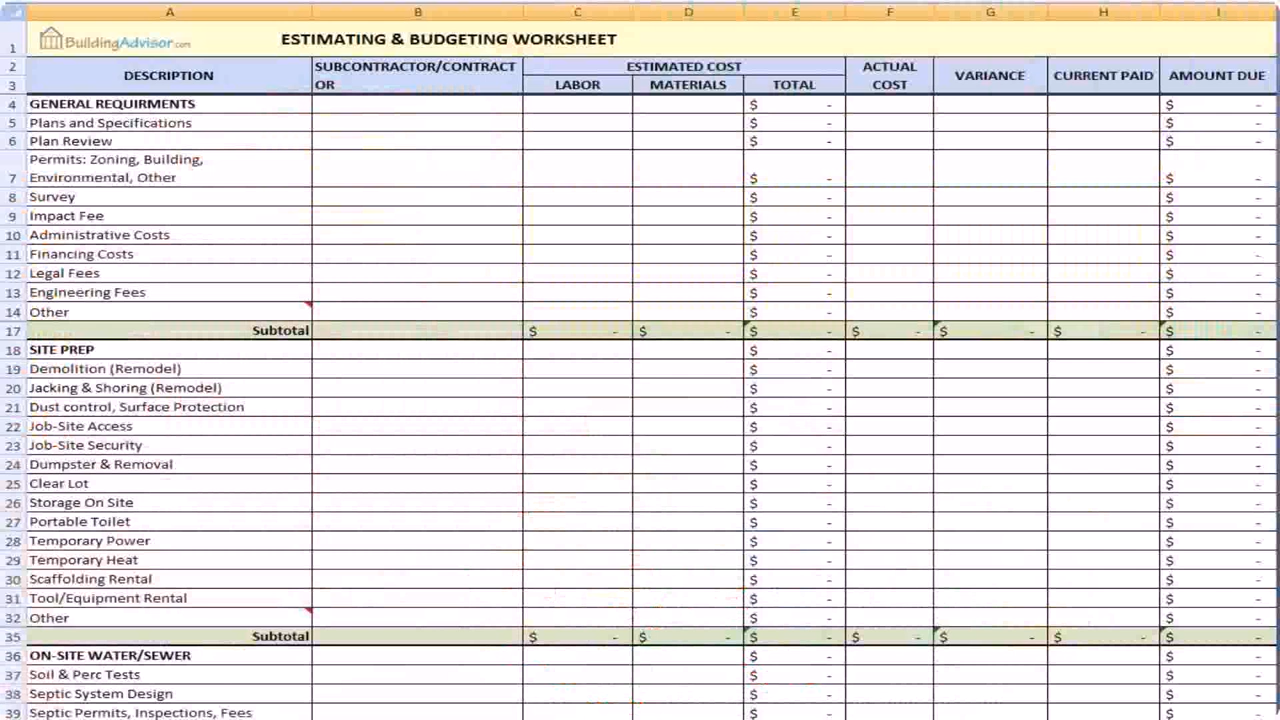 A B C D E F G H I
1 BuildingAdvisor.com ESTIMATING & BUDGETING WORKSHEET
2 DESCRIPTION SUBCONTRACTOR/CONTRACT ESTIMATED COST ACTUAL VARIANCE CURRENT PAID AMOUNT DUE
3 OR LABOR MATERIALS TOTAL COST
4 GENERAL REQUIRMENTS $ - $ -
5 Plans and Specifications $ - $ -
6 Plan Review $ - $ -
Permits: Zoning, Building,
7 Environmental, Other $ - $ -
8 Survey $ - $ -
9 Impact Fee $ - $ -
10 Administrative Costs $ - $ -
11 Financing Costs $ - $ -
12 Legal Fees $ - $ -
13 Engineering Fees $ - $ -
14 Other $ - $ -
17 Subtotal $ - $ - $ - $ - $ - $ - $ -
18 SITE PREP $ - $ -
19 Demolition (Remodel) $ - $ -
20 Jacking & Shoring (Remodel) $ - $ -
21 Dust control, Surface Protection $ - $ -
22 Job-Site Access $ - $ -
23 Job-Site Security $ - $ -
24 Dumpster & Removal $ - $ -
25 Clear Lot $ - $ -
26 Storage On Site $ - $ -
27 Portable Toilet $ - $ -
28 Temporary Power $ - $ -
29 Temporary Heat $ - $ -
30 Scaffolding Rental $ - $ -
31 Tool/Equipment Rental $ - $ -
32 Other $ - $ -
35 Subtotal $ - $ - $ - $ - $ - $ - $ -
36 ON-SITE WATER/SEWER $ - $ -
37 Soil & Perc Tests $ - $ -
38 Septic System Design $ - $ -
39 Septic Permits, Inspections, Fees $ - $ -